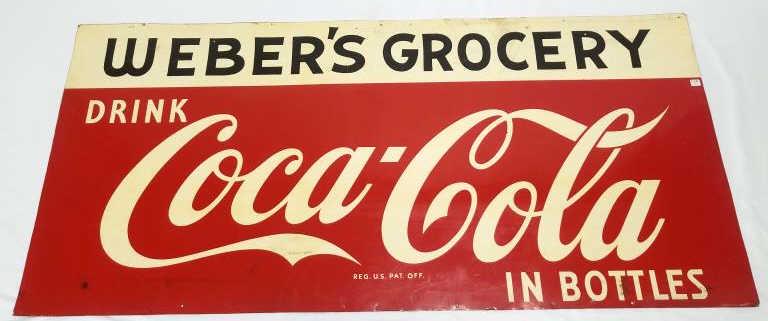 WEBER'S GROCERY
DRINK
Coca-Cola
REG. U.S. PAT. OFF.
IN BOTTLES